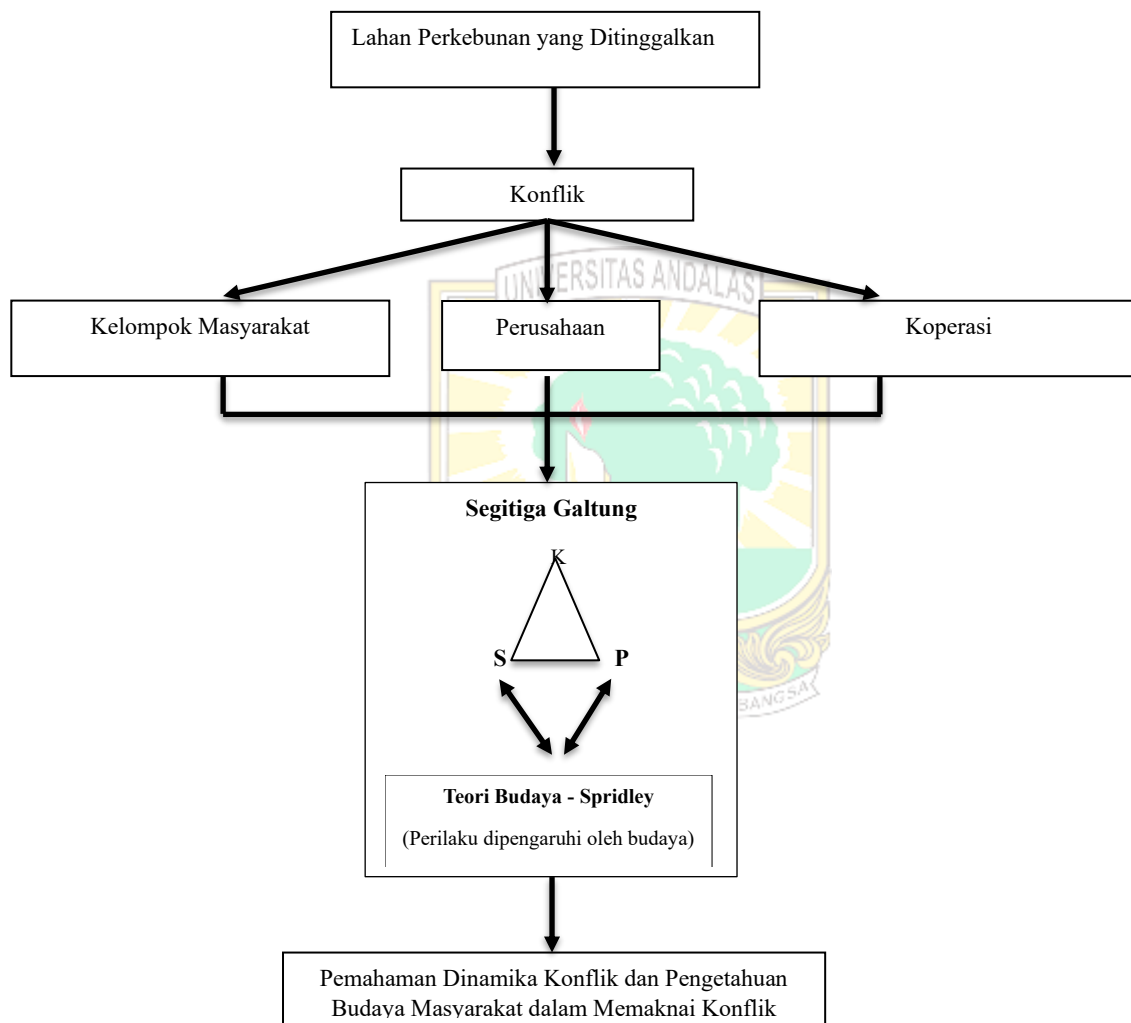 Lahan Perkebunan yang Ditinggalkan
Konflik
UNIVERSITAS ANDALAS
Kelompok Masyarakat
Perusahaan
Koperasi
Segitiga Galtung
K
S P
BANGSA
Teori Budaya - Spridley
(Perilaku dipengaruhi oleh budaya)
Pemahaman Dinamika Konflik dan Pengetahuan
Budaya Masyarakat dalam Memaknai Konflik